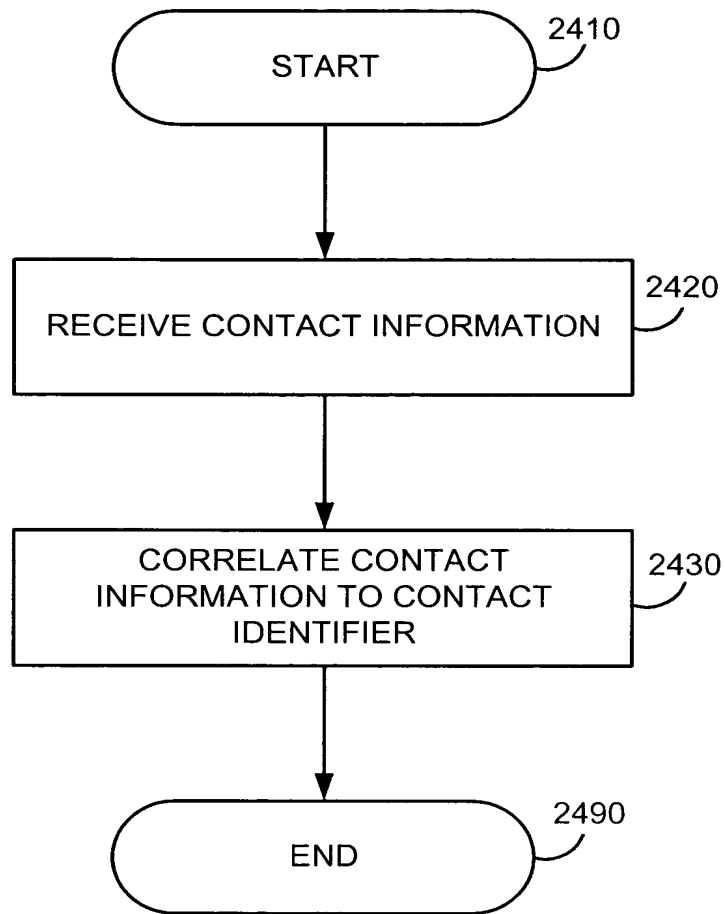 2410
START
2420
RECEIVE CONTACT INFORMATION
CORRELATE CONTACT
INFORMATION TO CONTACT
IDENTIFIER
2430
2490
END